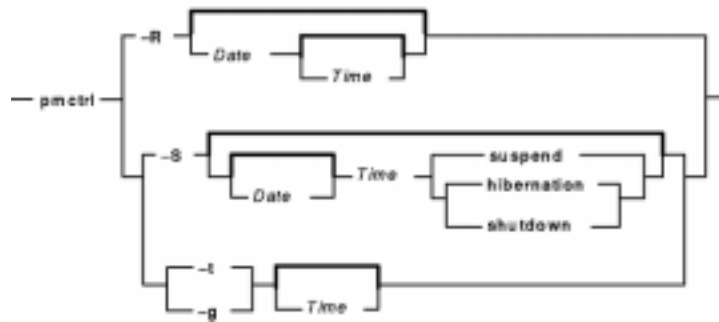 -R
Date
Time
pmctrl
-S
suspend
Time
hibernation
Date
shutdown
-t
-g
Time